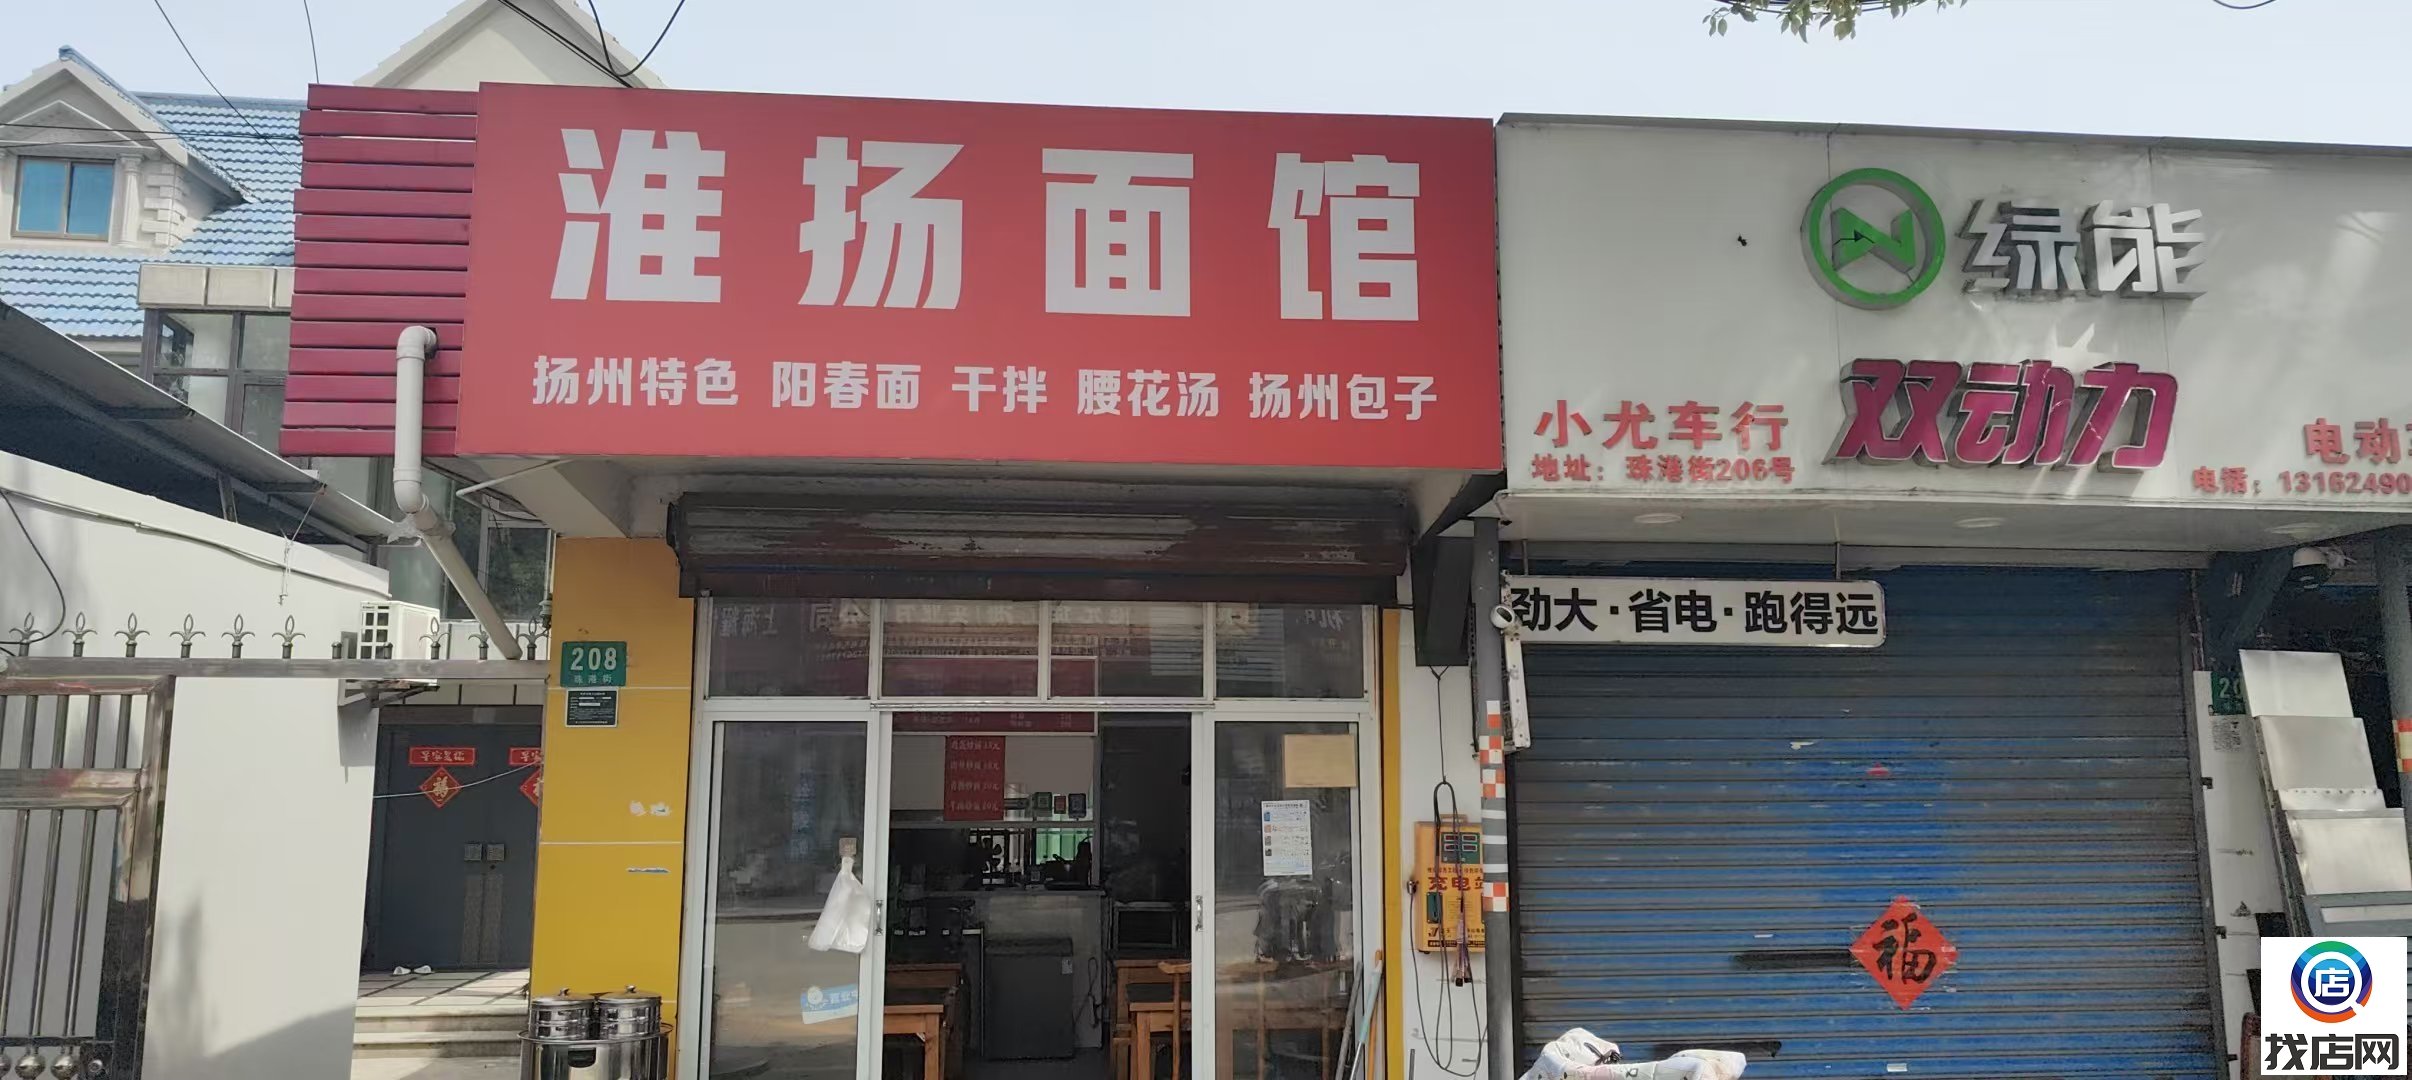 淮扬面馆
扬州特色 阳春面 干拌 腰花汤 扬州包子
绿能
双动力
小尤车行
地址：珠港街206号
电动
电话：13162490
劲大·省电·跑得远
208
珠港街
充电站
福
店
找店网